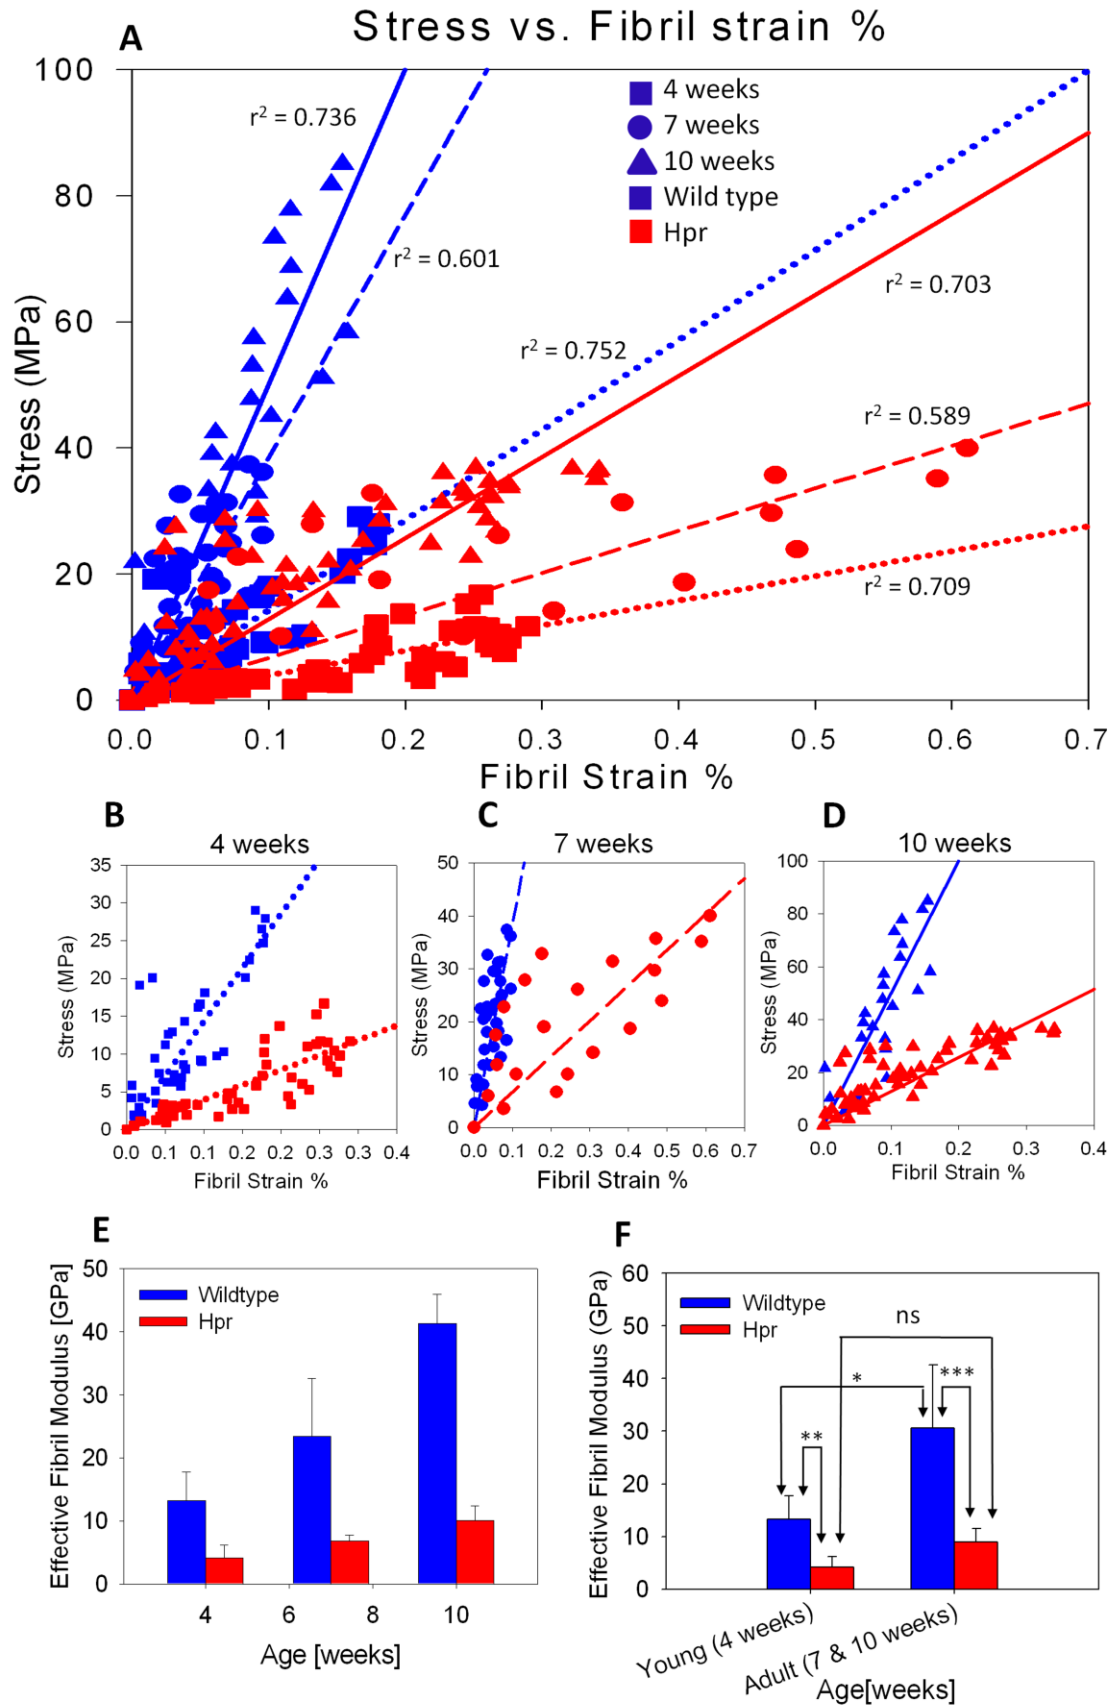 A
Stress vs. Fibril strain %
Stress (MPa)
100
80
60
40
20
0
r² = 0.736
r² = 0.601
r² = 0.752
r² = 0.703
r² = 0.589
r² = 0.709
4 weeks
7 weeks
10 weeks
Wild type
Hpr
0.0 0.1 0.2 0.3 0.4 0.5 0.6 0.7
Fibril Strain %
B
4 weeks
Stress (MPa)
35
30
25
20
15
10
5
0
0.0 0.1 0.1 0.2 0.2 0.3 0.3 0.4
Fibril Strain %
C
7 weeks
Stress (MPa)
50
40
30
20
10
0
0.0 0.1 0.2 0.3 0.4 0.5 0.6 0.7
Fibril Strain %
D
10 weeks
Stress (MPa)
100
80
60
40
20
0
0.0 0.1 0.2 0.3 0.4
Fibril Strain %
E
Effective Fibril Modulus [GPa]
50
40
30
20
10
0
Wildtype
Hpr
4 6 8 10
Age [weeks]
F
Effective Fibril Modulus (GPa)
60
50
40
30
20
10
0
Wildtype
Hpr
ns
*
***
**
Young (4 weeks)
Adult (7 & 10 weeks)
Age[weeks]